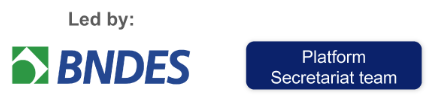 Led by:
BNDES
Platform
Secretariat team